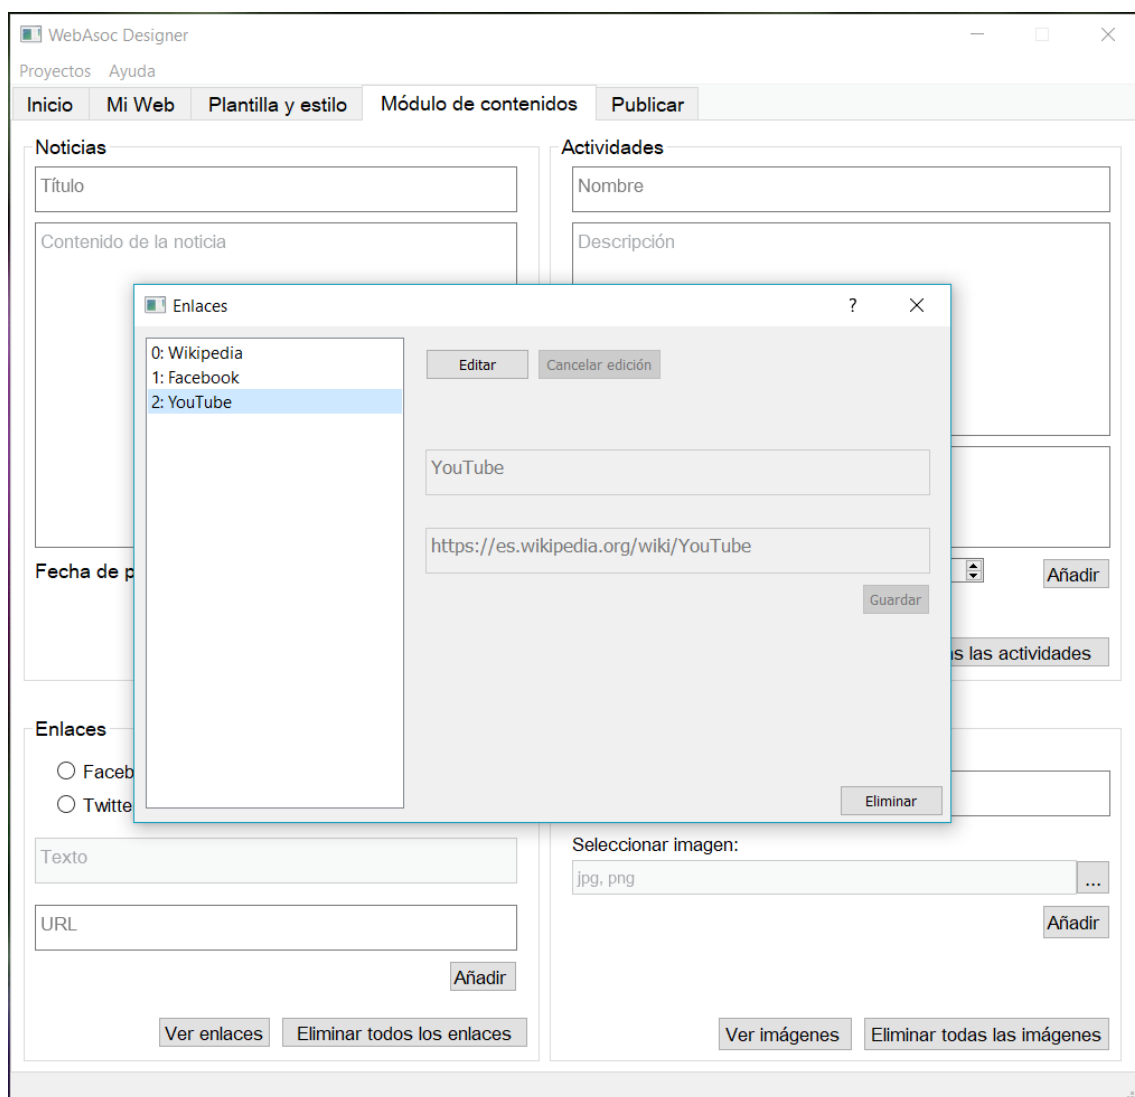 WebAsoc Designer
Proyectos Ayuda
Inicio Mi Web Plantilla y estilo Módulo de contenidos Publicar
Noticias
Título
Contenido de la noticia
Fecha de
Actividades
Nombre
Descripción
Añadir
las actividades
Enlaces
?
0: Wikipedia
1: Facebook
2: YouTube
Editar Cancelar edición
YouTube
https://es.wikipedia.org/wiki/YouTube
Guardar
Eliminar
Enlaces
Faceb
Twitte
Texto
URL
Añadir
Ver enlaces Eliminar todos los enlaces
Seleccionar imagen:
jpg, png ...
Añadir
Ver imágenes Eliminar todas las imágenes